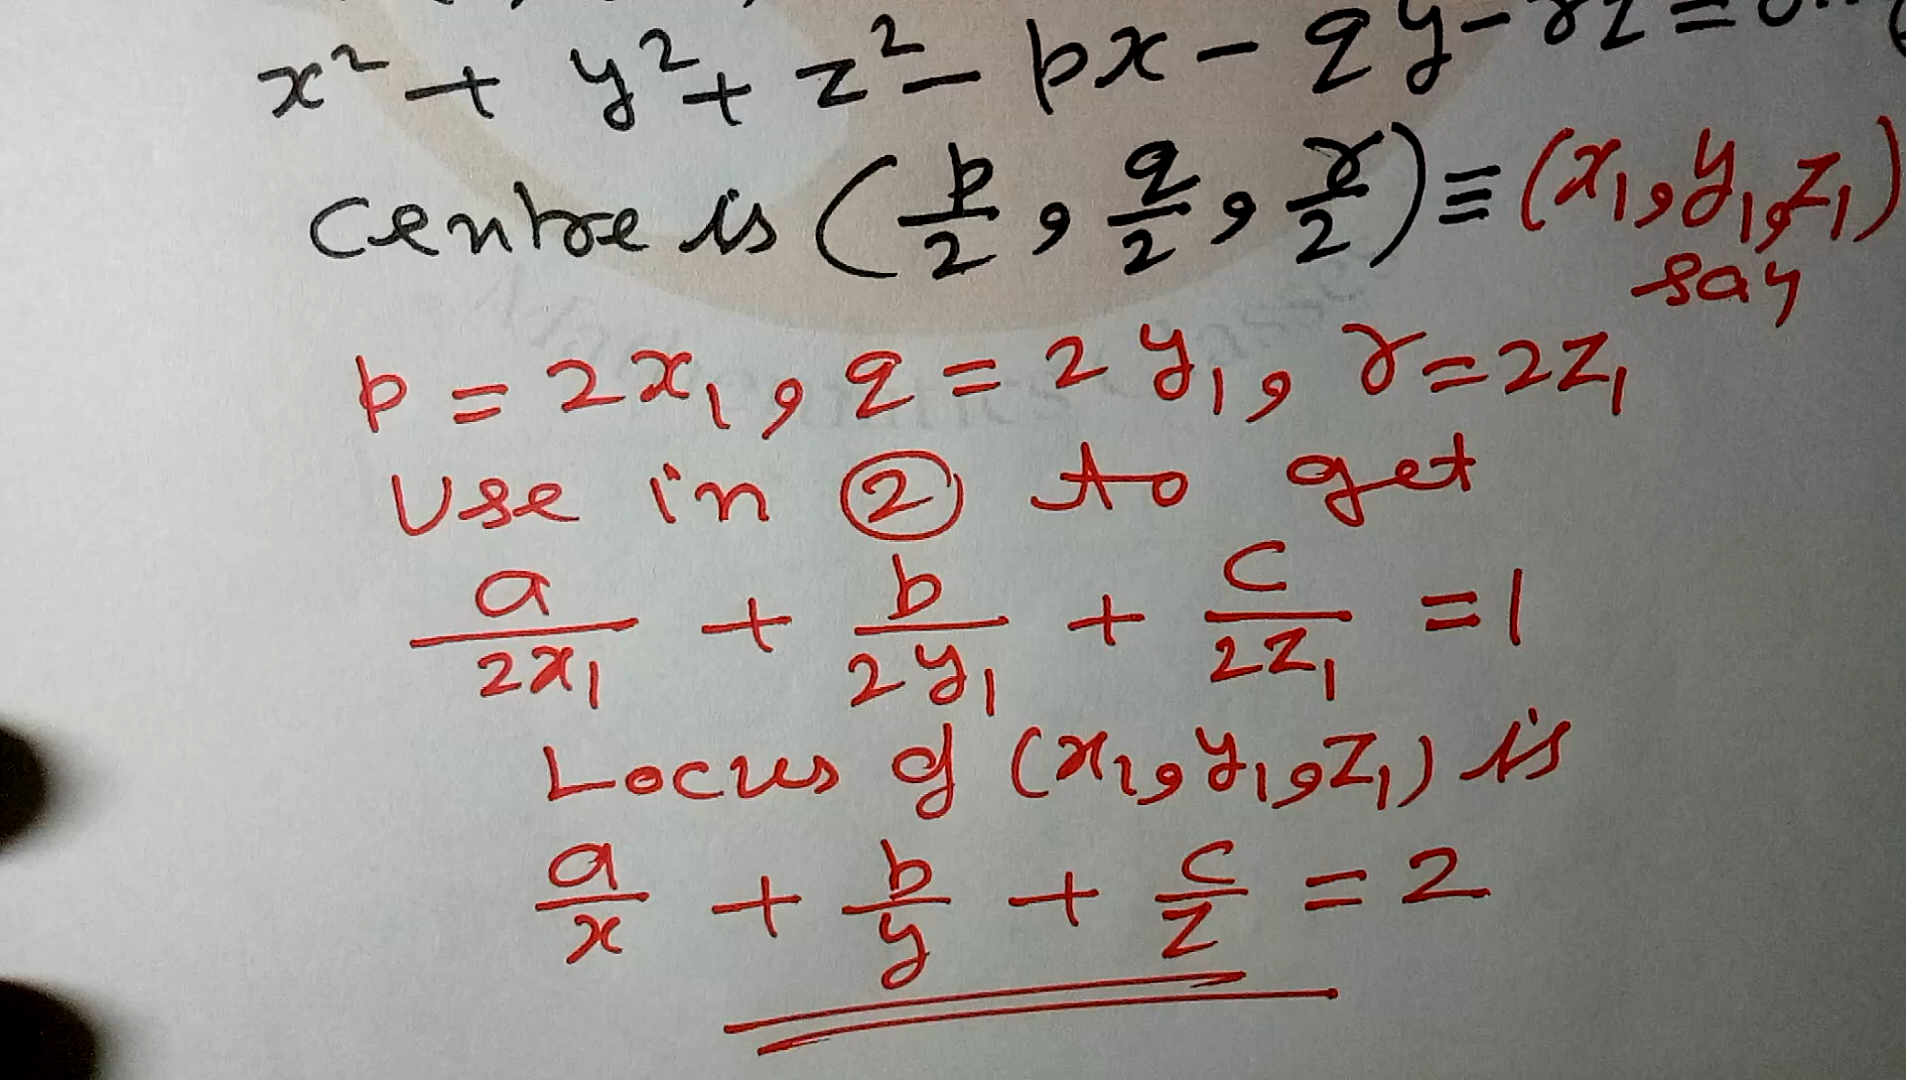 x² + y² + z² - px - qy - rz = 0
centre is (p/2, q/2, r/2) ≡ (x₁, y₁, z₁)
say
p = 2x₁, q = 2y₁, r = 2z₁
Use in ② to get
a/2x₁ + b/2y₁ + c/2z₁ = 1
Locus of (x₁, y₁, z₁) is
a/x + b/y + c/z = 2